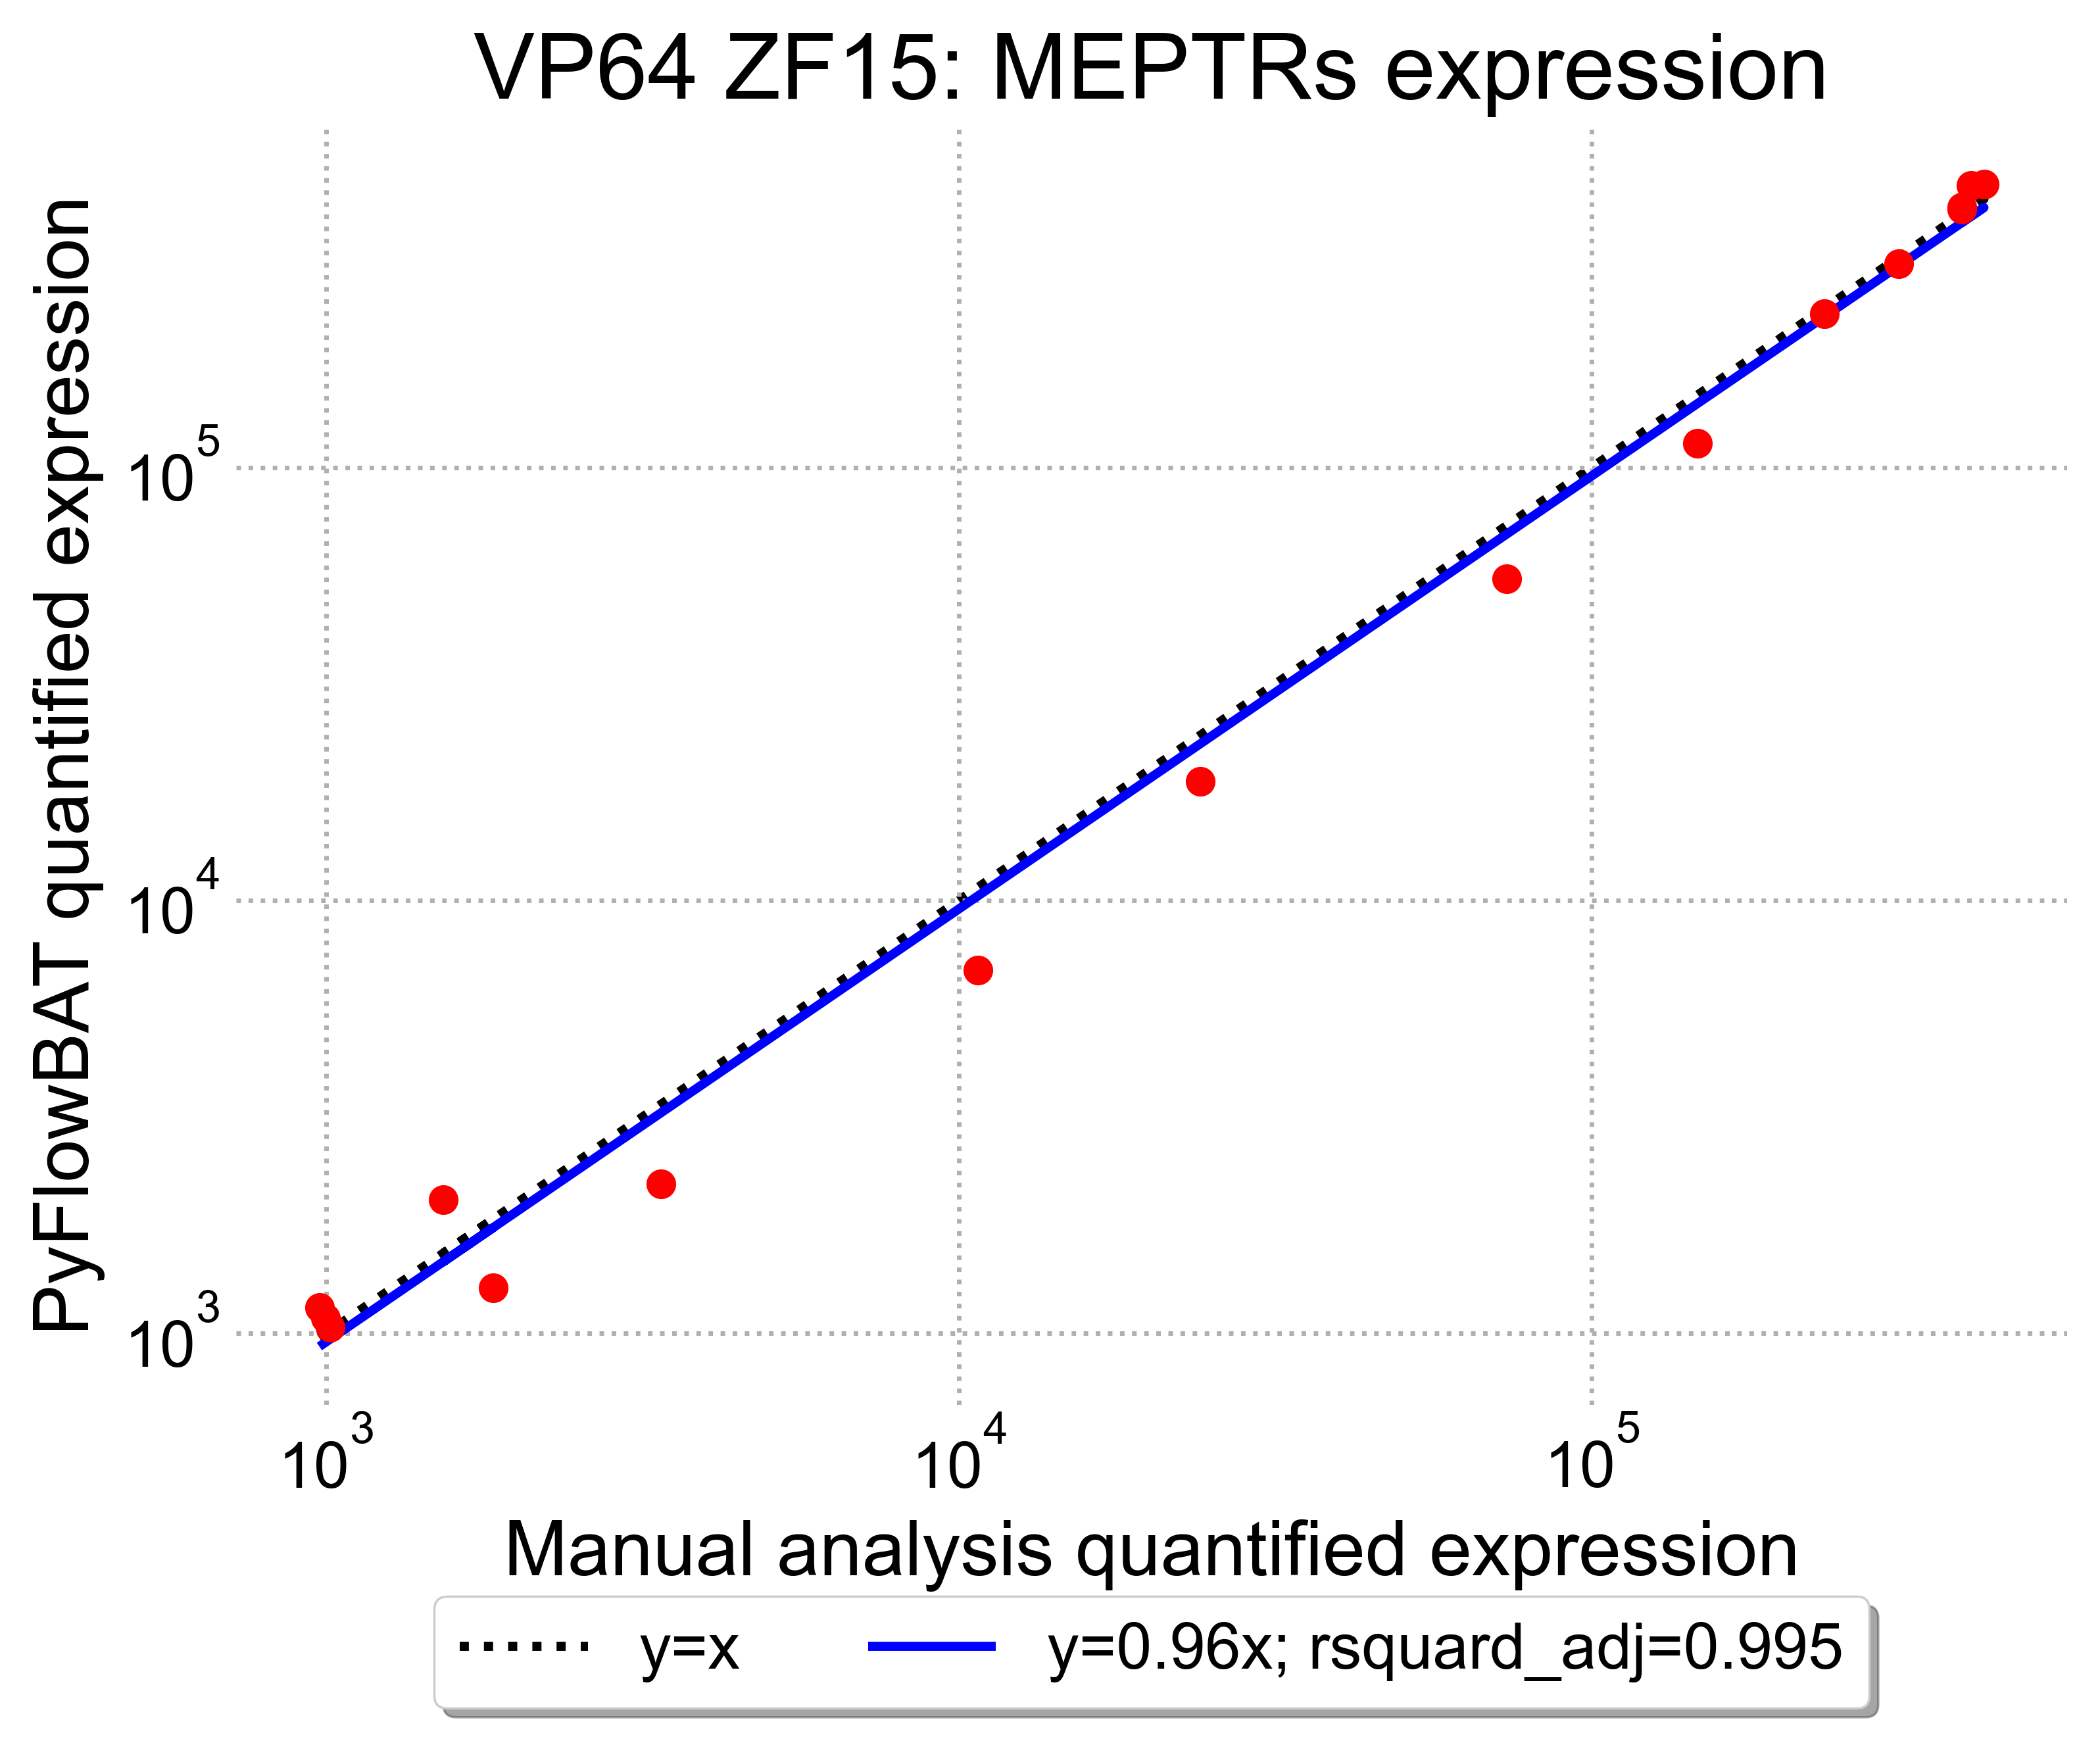 VP64 ZF15: MEPTRs expression
PyFlowBAT quantified expression
10^5
10^4
10^3
10^3 10^4 10^5
Manual analysis quantified expression
y=x y=0.96x; rsquard_adj=0.995